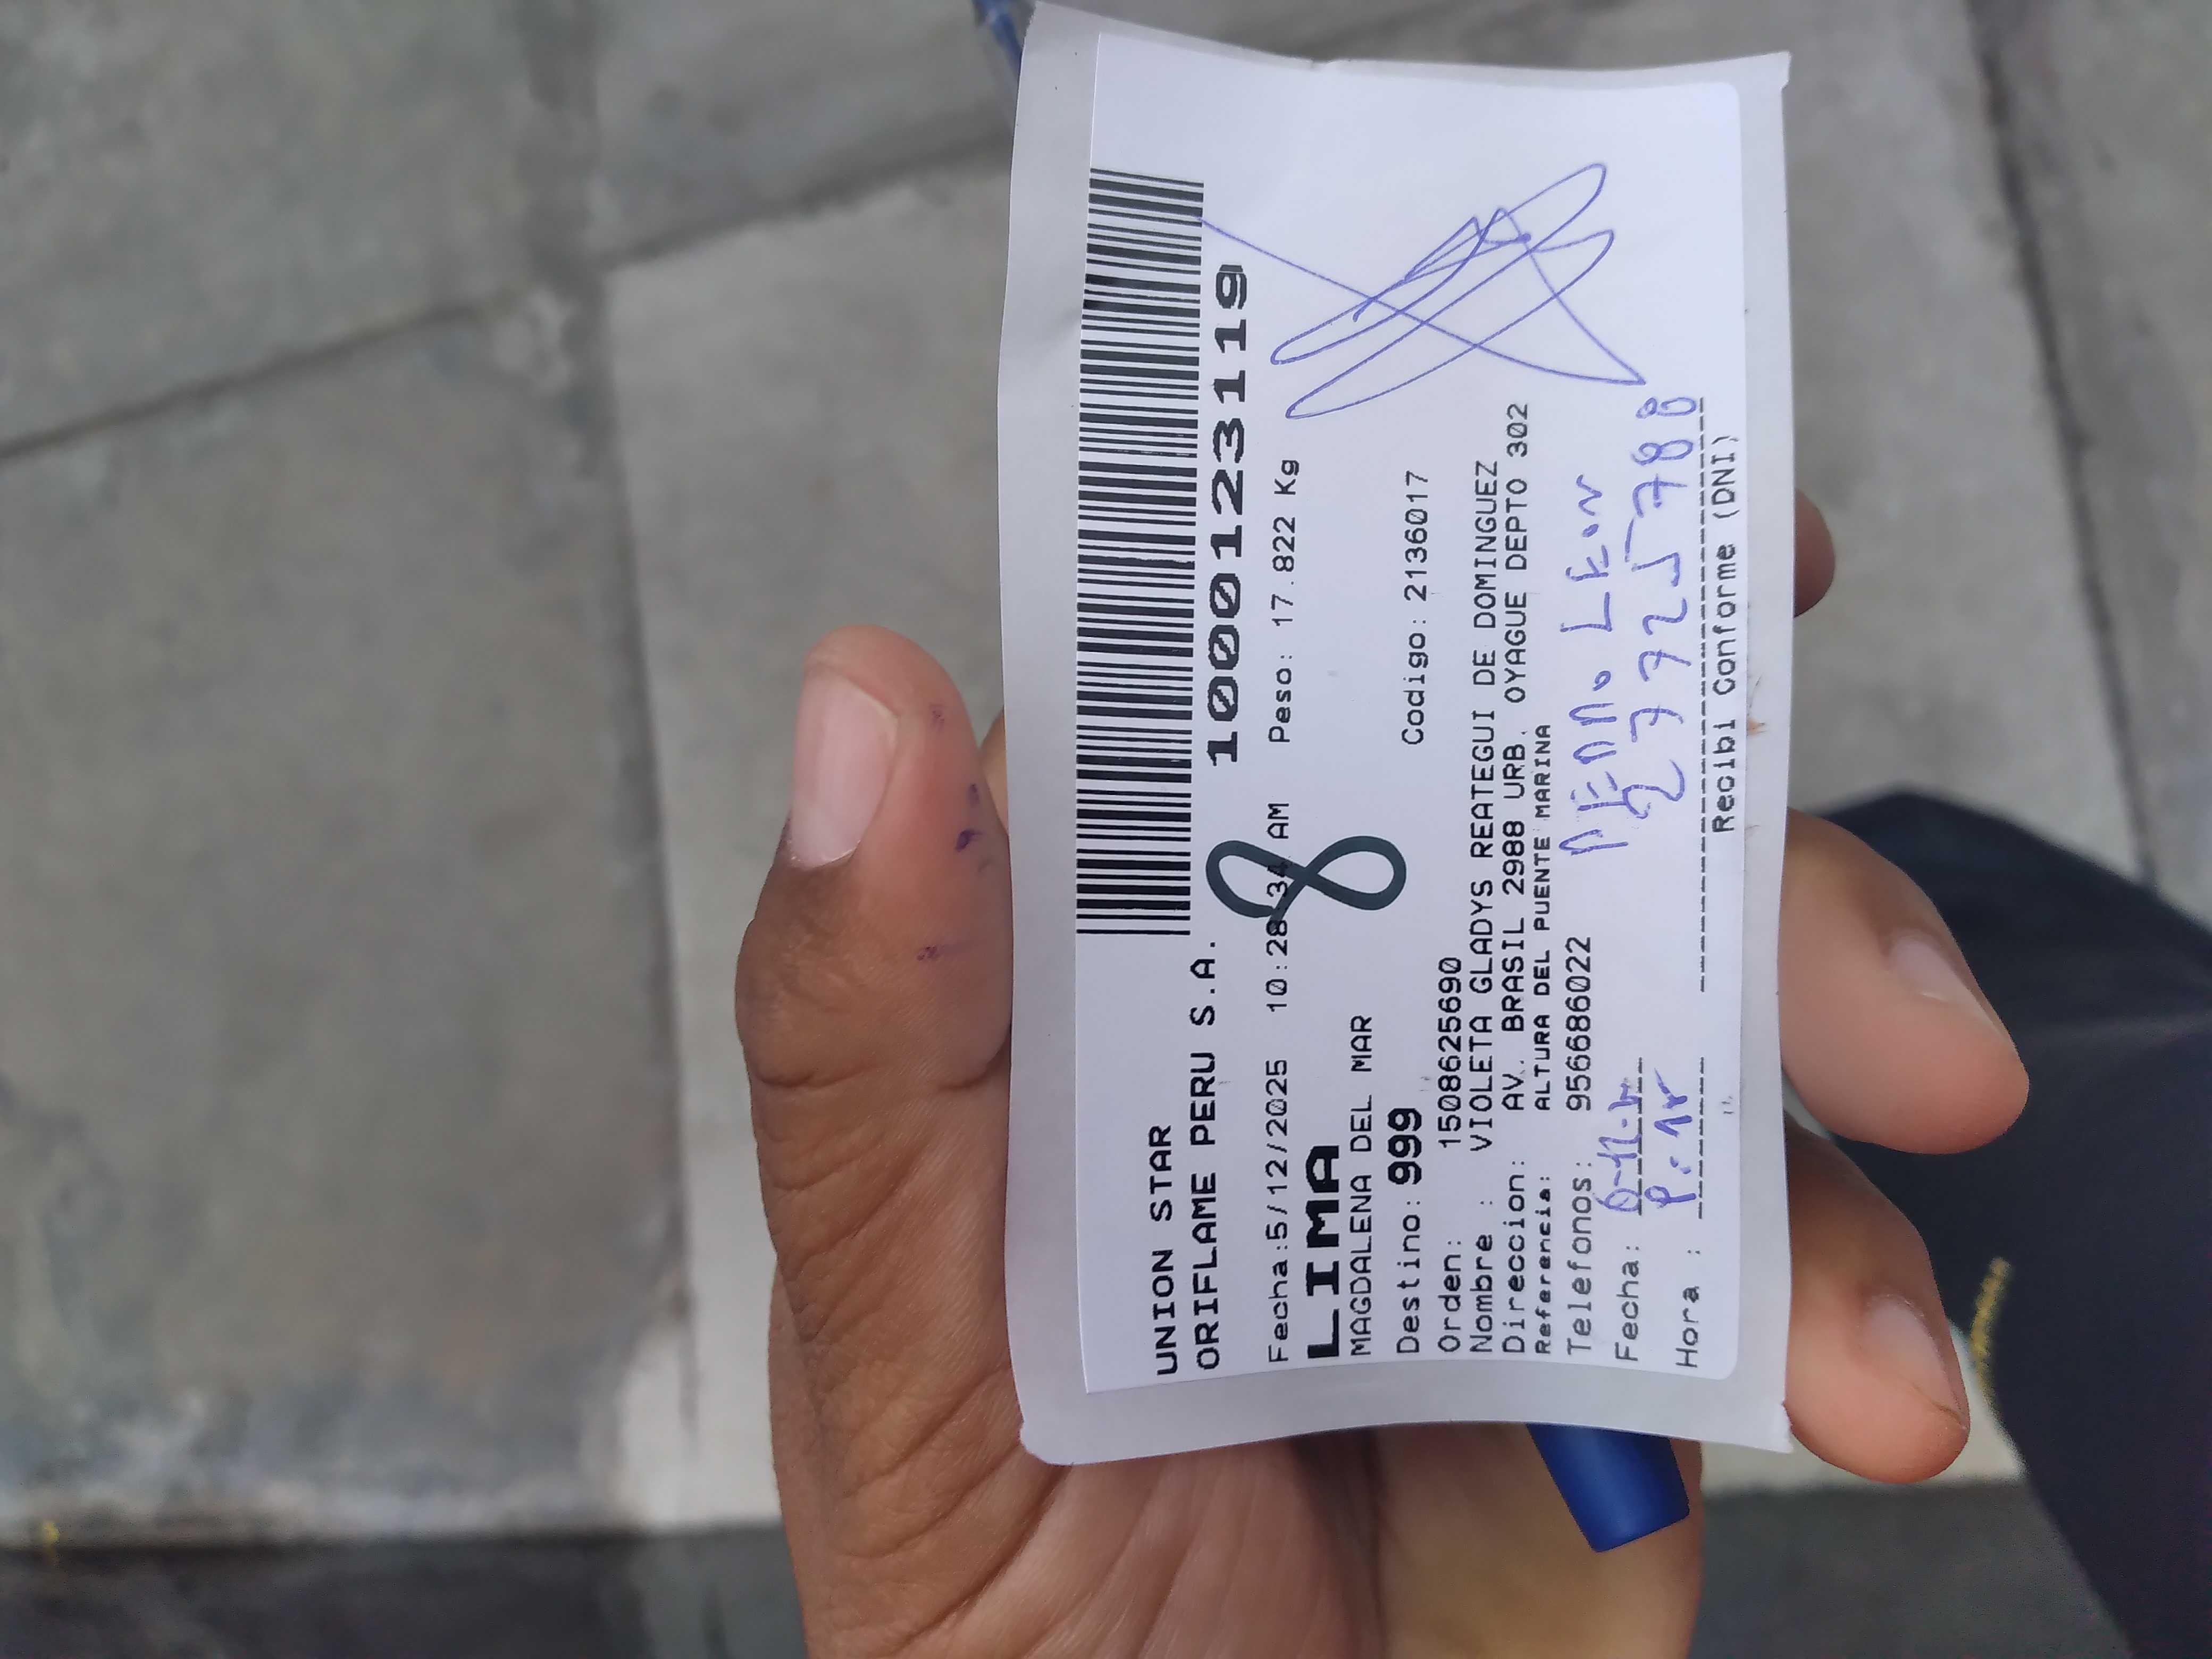 UNION STAR
ORIFLAME PERU S.A.
1000123119
Fecha:5/12/2025 10:28:34 AM Peso: 17.822 Kg
LIMA
8
MAGDALENA DEL MAR
Destino: 999 Codigo: 2136017
Orden: 1508625690
Nombre : VIOLETA GLADYS REATEGUI DE DOMINGUEZ
Direccion: AV. BRASIL 2988 URB. OYAGUE DEPTO 302
Referencia: ALTURA DEL PUENTE MARINA
Telefonos: 956686022
LEON
Fecha:
27725788
Hora :
Recibi Conforme (DNI)